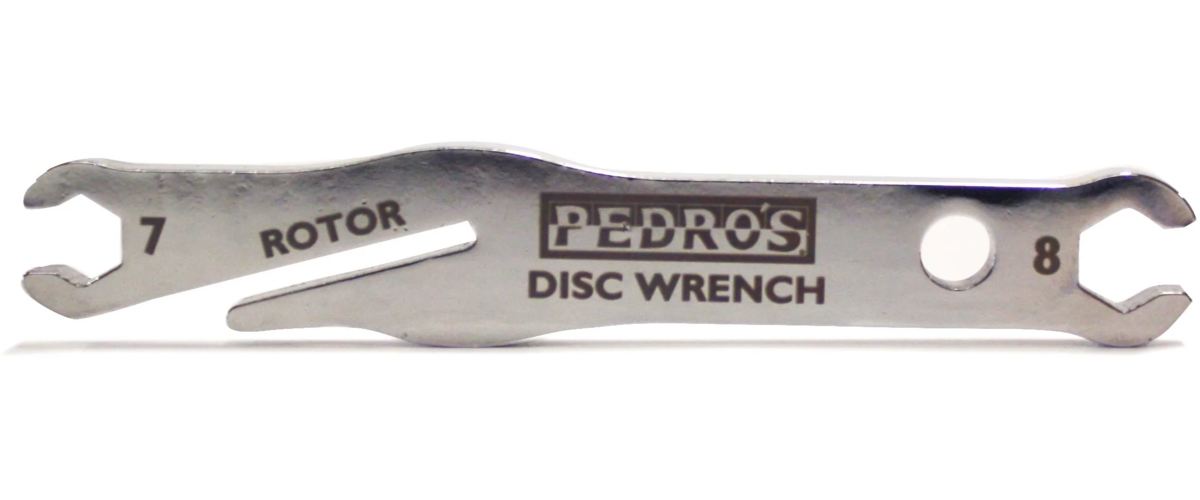 7
ROTOR
PEDRO'S
DISC WRENCH
8